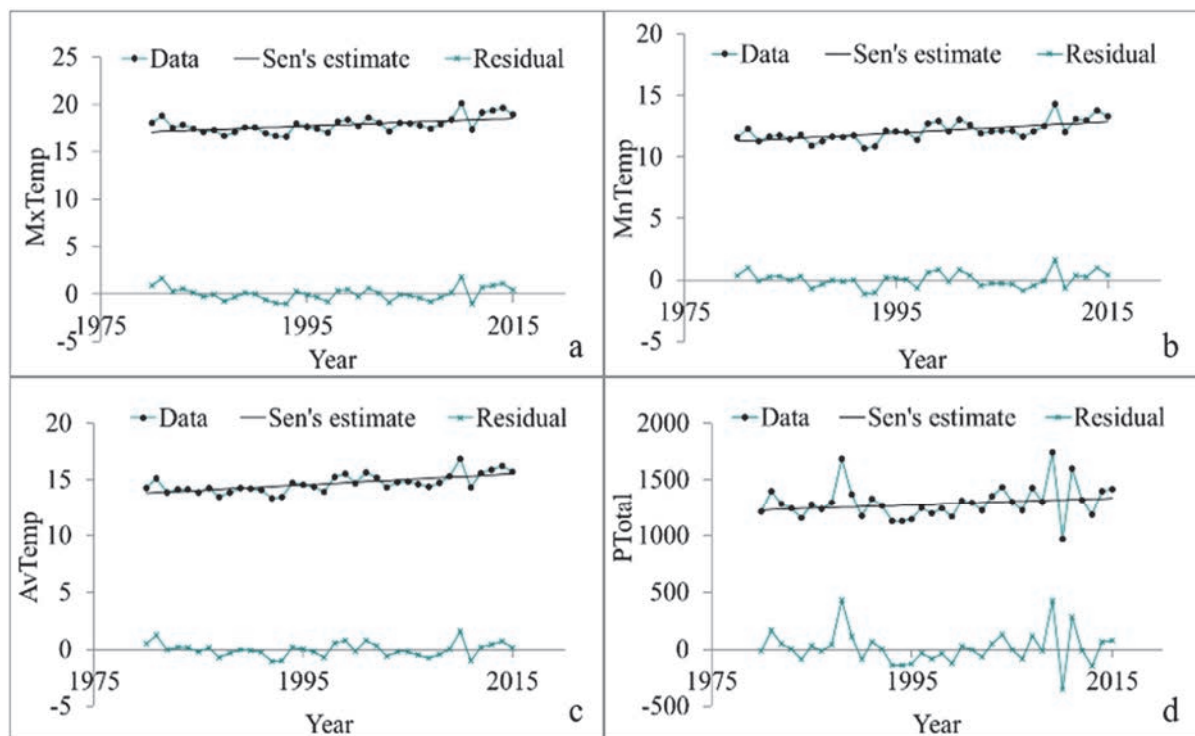 25
Data Sen's estimate Residual
20
15
10
5
0
-5
1975 1995 2015
MxTemp
Year
a
20
Data Sen's estimate Residual
15
10
5
0
-5
1975 1995 2015
MnTemp
Year
b
20
Data Sen's estimate Residual
15
10
5
0
-5
1975 1995 2015
AvTemp
Year
c
2000
Data Sen's estimate Residual
1500
1000
500
0
-500
1975 1995 2015
PTotal
Year
d